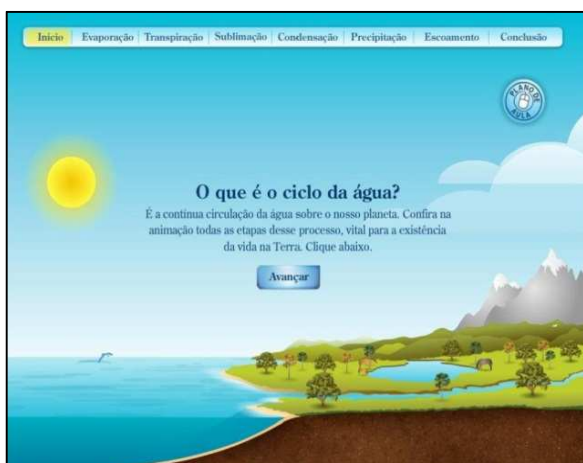 Início Evaporação Transpiração Sublimação Condensação Precipitação Escoamento Conclusão
PLANO DE AULA
O que é o ciclo da água?
É a contínua circulação da água sobre o nosso planeta. Confira na
animação todas as etapas desse processo, vital para a existência
da vida na Terra. Clique abaixo.
Avançar